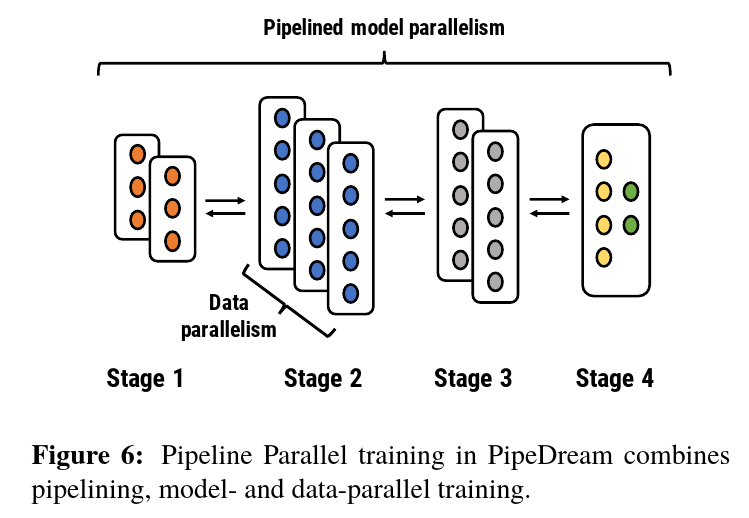 Pipelined model parallelism
Data
parallelism
Stage 1
Stage 2
Stage 3
Stage 4
Figure 6: Pipeline Parallel training in PipeDream combines
pipelining, model- and data-parallel training.